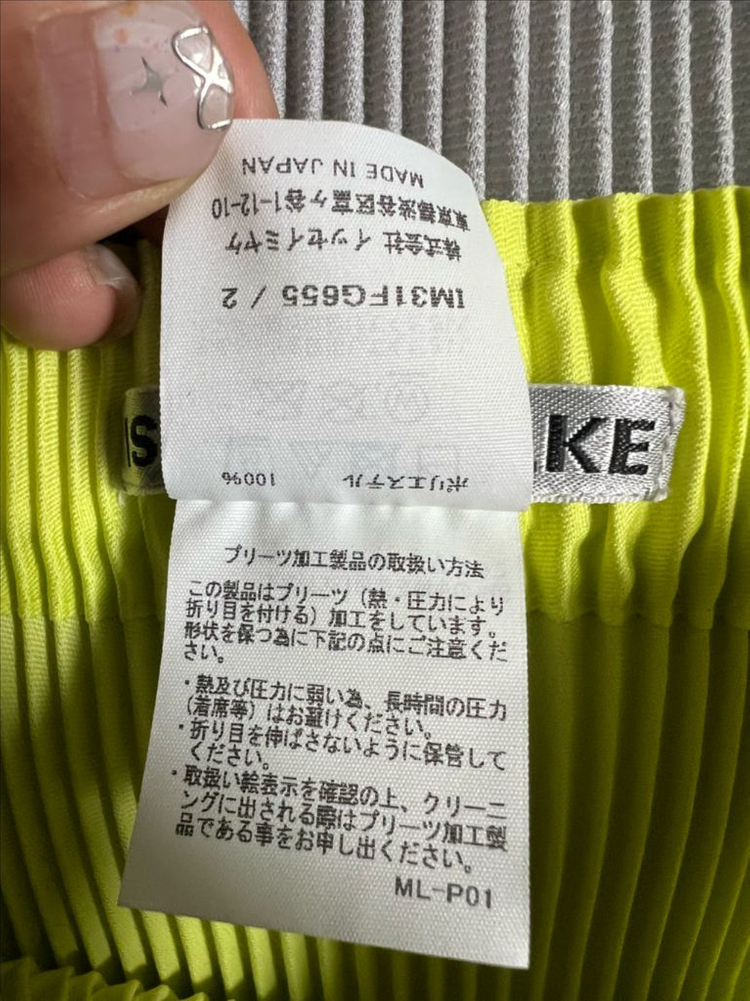 MADE IN JAPAN
東京都渋谷区富ヶ谷1-12-10
株式会社 イッセイミヤケ
IM31FG655 / 2
ポリエステル 100%
IS
KE
プリーツ加工製品の取扱い方法
この製品はプリーツ（熱・圧力により
折り目を付ける）加工をしています。
形状を保つ為に下記の点にご注意くだ
さい。
・熱及び圧力に弱い為、長時間の圧力
（着席等）はお避けください。
・折り目を伸ばさないように保管して
ください。
・取扱い絵表示を確認の上、クリーニ
ングに出される際はプリーツ加工製
品である事をお申し出ください。
ML-P01